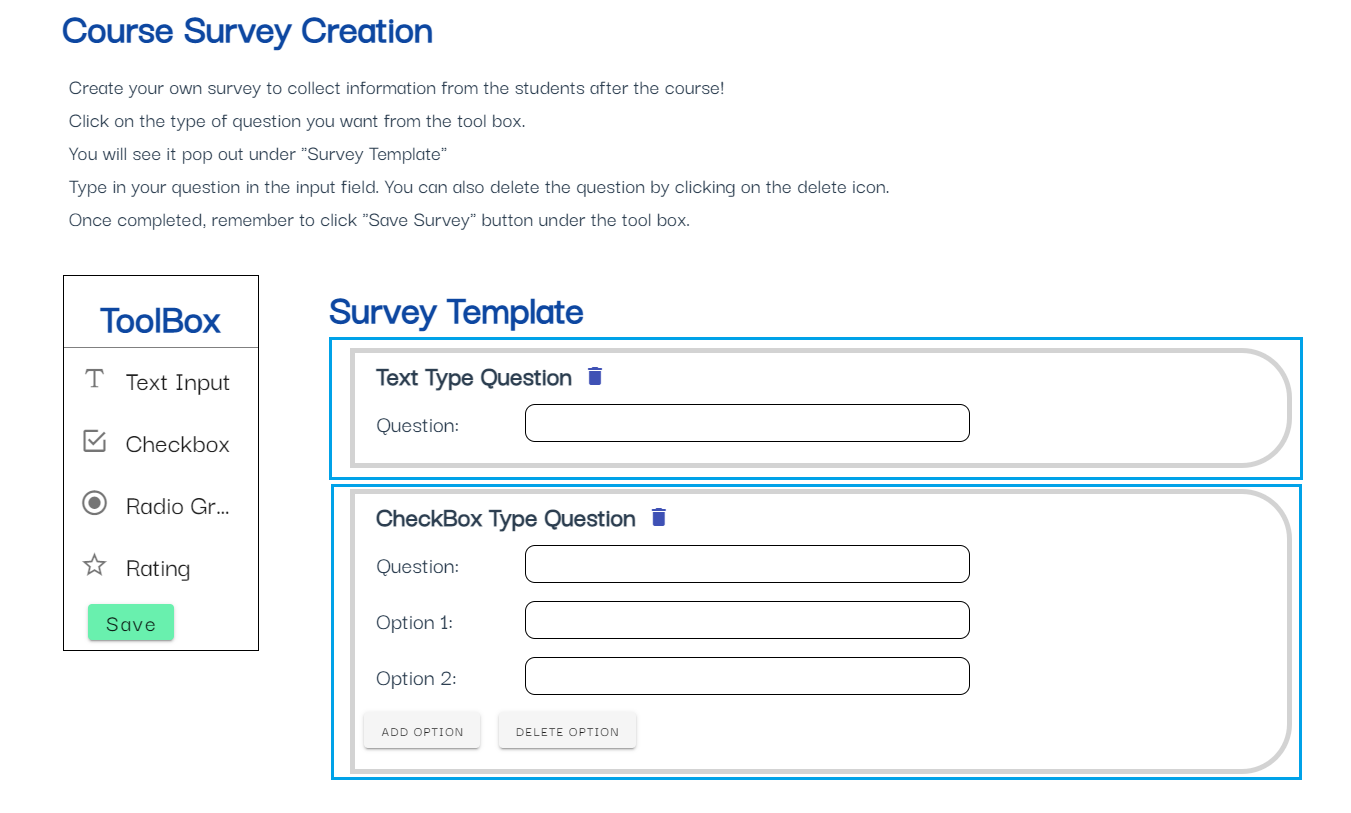 Course Survey Creation
Create your own survey to collect information from the students after the course!
Click on the type of question you want from the tool box.
You will see it pop out under "Survey Template"
Type in your question in the input field. You can also delete the question by clicking on the delete icon.
Once completed, remember to click "Save Survey" button under the tool box.
ToolBox
Text Input
Checkbox
Radio Gr...
Rating
Save
Survey Template
Text Type Question
Question:
CheckBox Type Question
Question:
Option 1:
Option 2:
ADD OPTION
DELETE OPTION